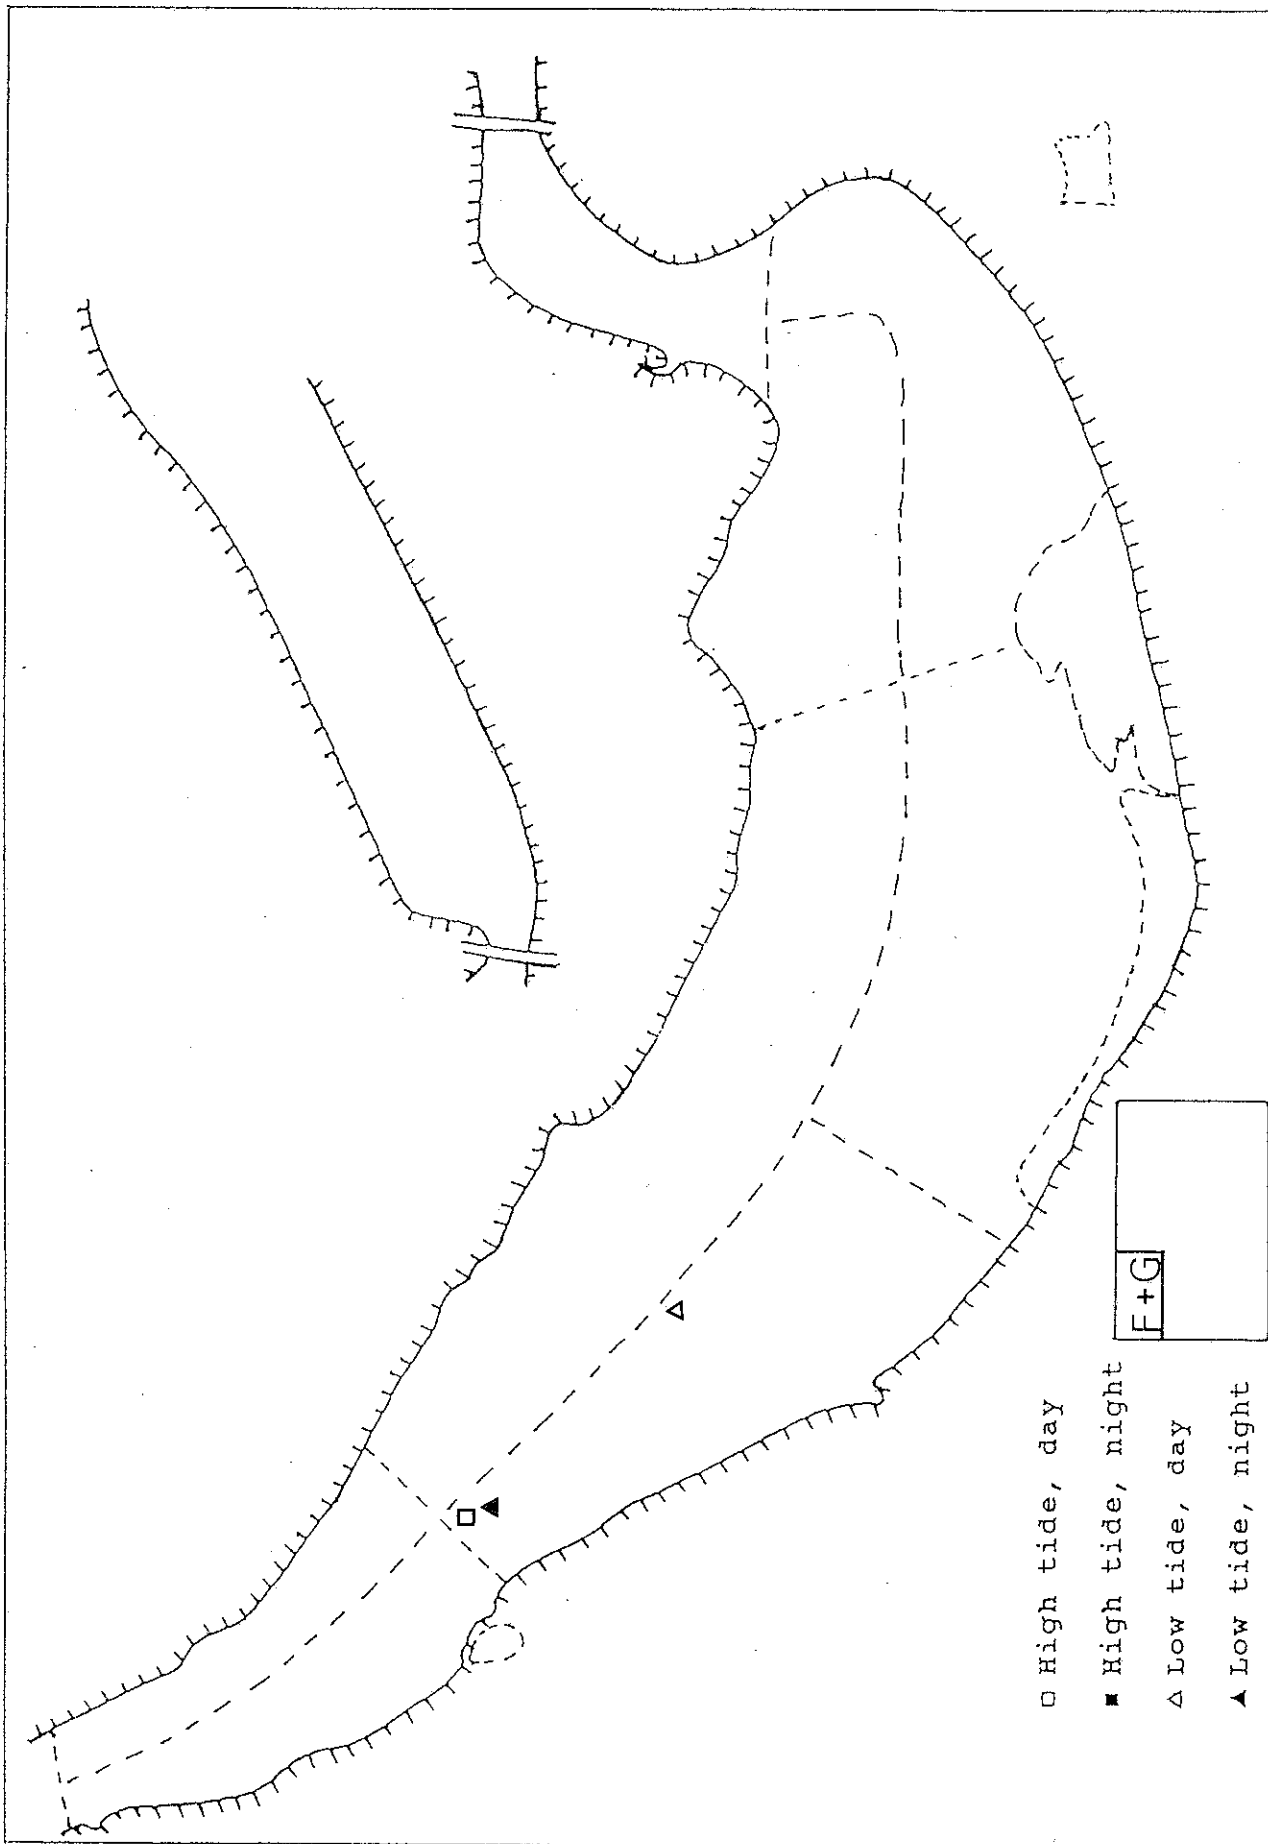 F+G
□ High tide, day
■ High tide, night
△ Low tide, day
▲ Low tide, night